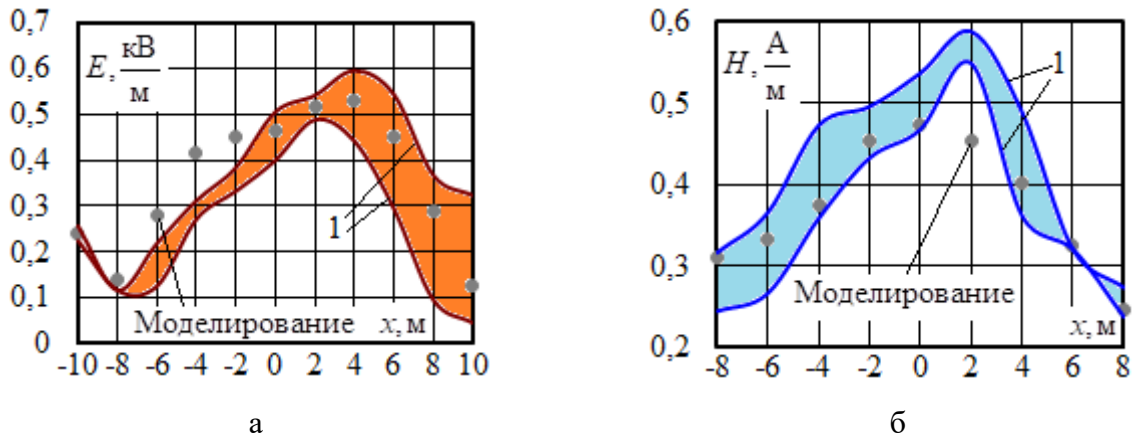 0,7
0,6
0,5
0,4
0,3
0,2
0,1
0
E, кВ/м
1
Моделирование x, м
-10 -8 -6 -4 -2 0 2 4 6 8 10
а
0,6
0,5
0,4
0,3
0,2
H, А/м
1
Моделирование
x, м
-8 -6 -4 -2 0 2 4 6 8
б